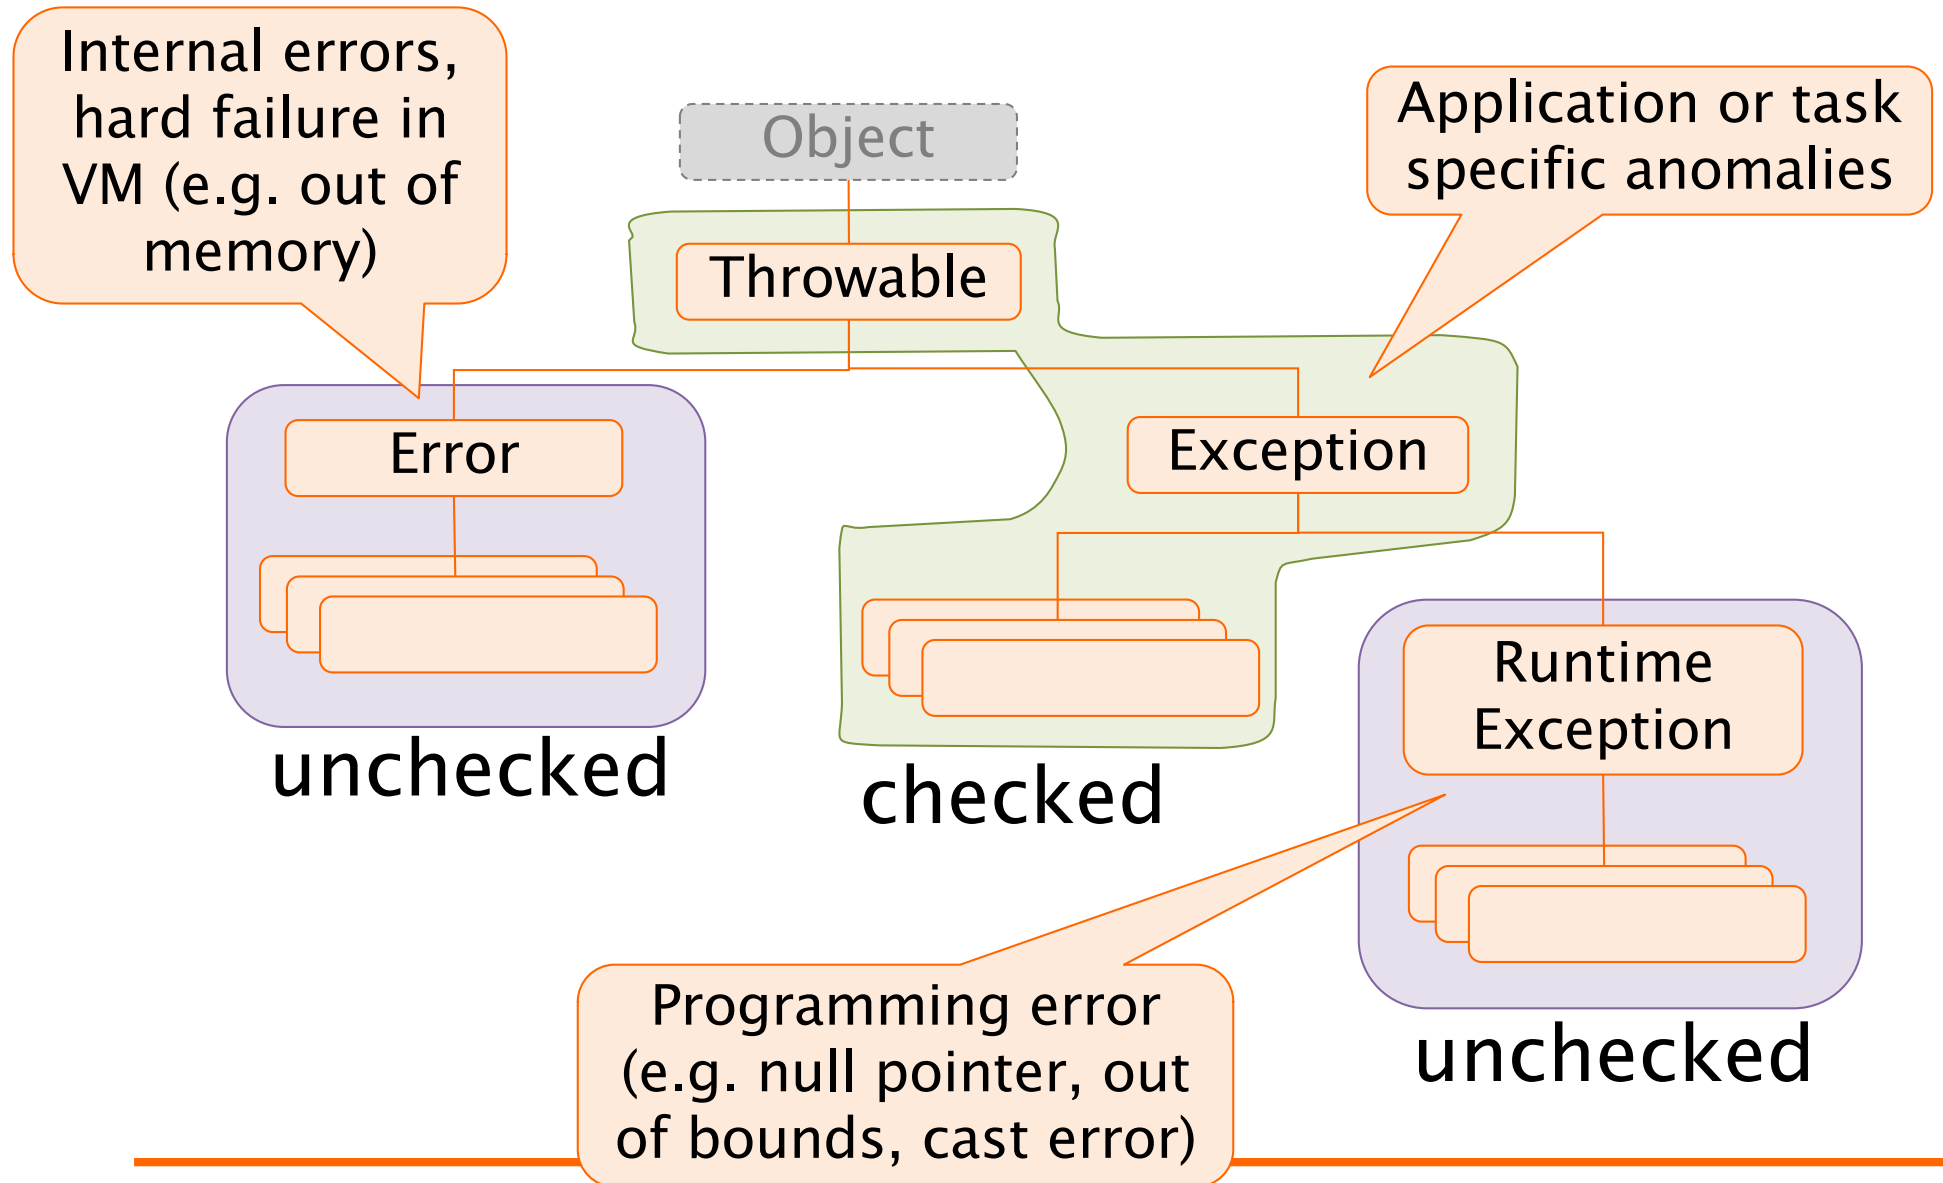 Internal errors,
hard failure in
VM (e.g. out of
memory)
Object
Application or task
specific anomalies
Throwable
Error
Exception
unchecked
checked
Runtime
Exception
unchecked
Programming error
(e.g. null pointer, out
of bounds, cast error)